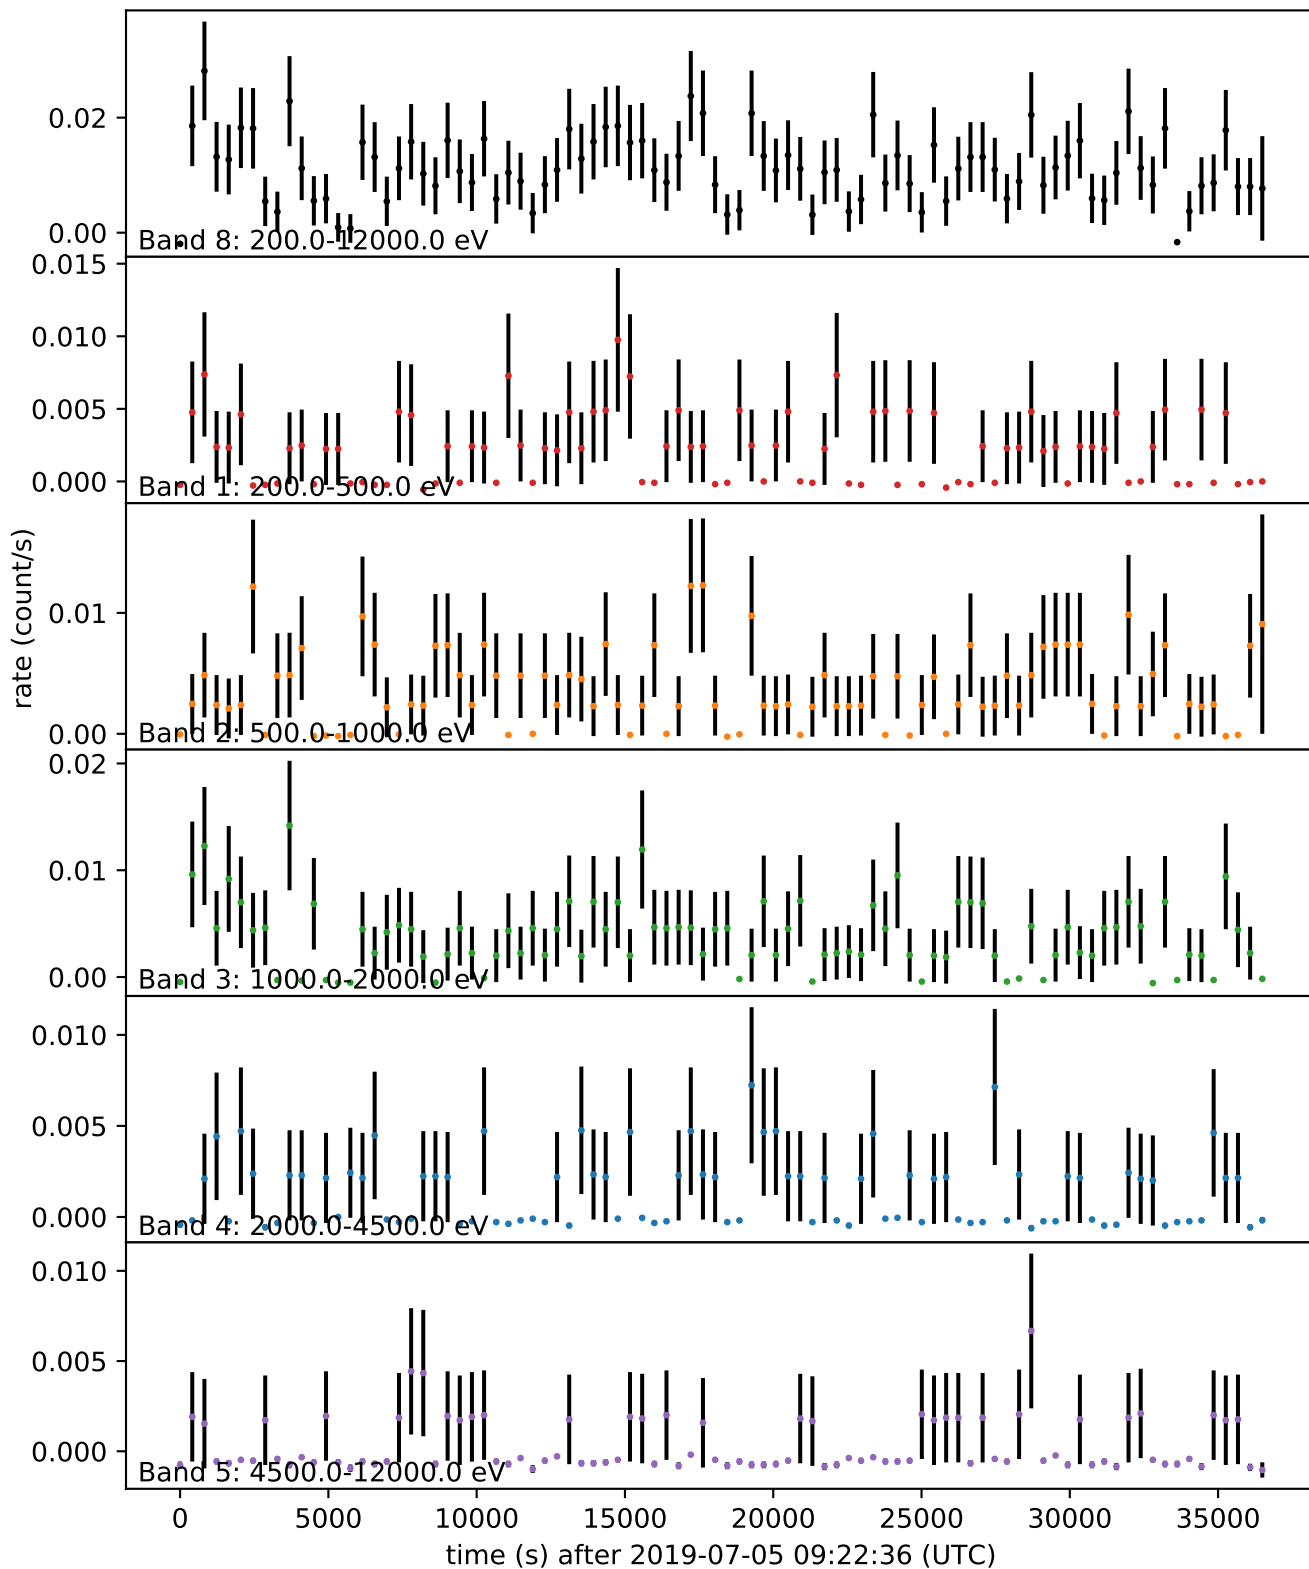 0.02
0.00
Band 8: 200.0-12000.0 eV
0.015
0.010
0.005
0.000
Band 1: 200.0-500.0 eV
rate (count/s)
0.01
0.00
Band 2: 500.0-1000.0 eV
0.02
0.01
0.00
Band 3: 1000.0-2000.0 eV
0.010
0.005
0.000
Band 4: 2000.0-4500.0 eV
0.010
0.005
0.000
Band 5: 4500.0-12000.0 eV
0 5000 10000 15000 20000 25000 30000 35000
time (s) after 2019-07-05 09:22:36 (UTC)